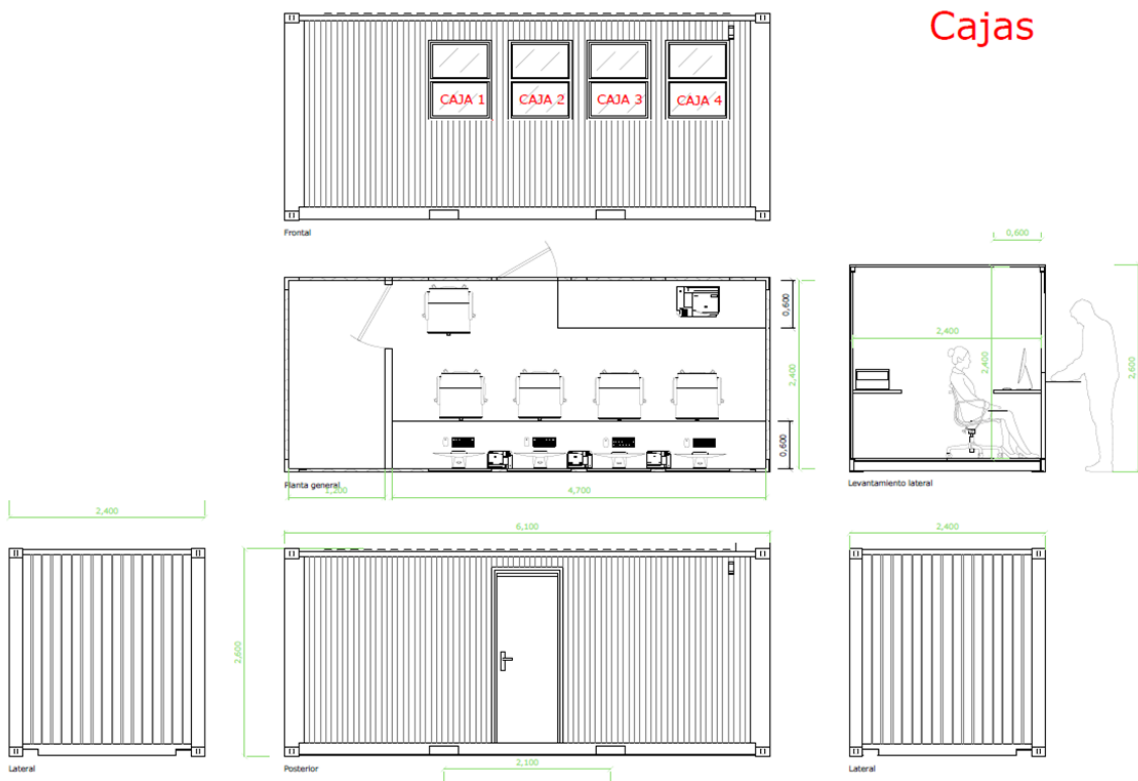 Cajas
CAJA 1
CAJA 2
CAJA 3
CAJA 4
Frontal
0,600
0,600
2,400
0,600
2,400
2,400
2,600
Planta general
1,200
4,700
Levantamiento lateral
2,400
6,100
2,400
2,600
Lateral
Posterior
2,100
Lateral